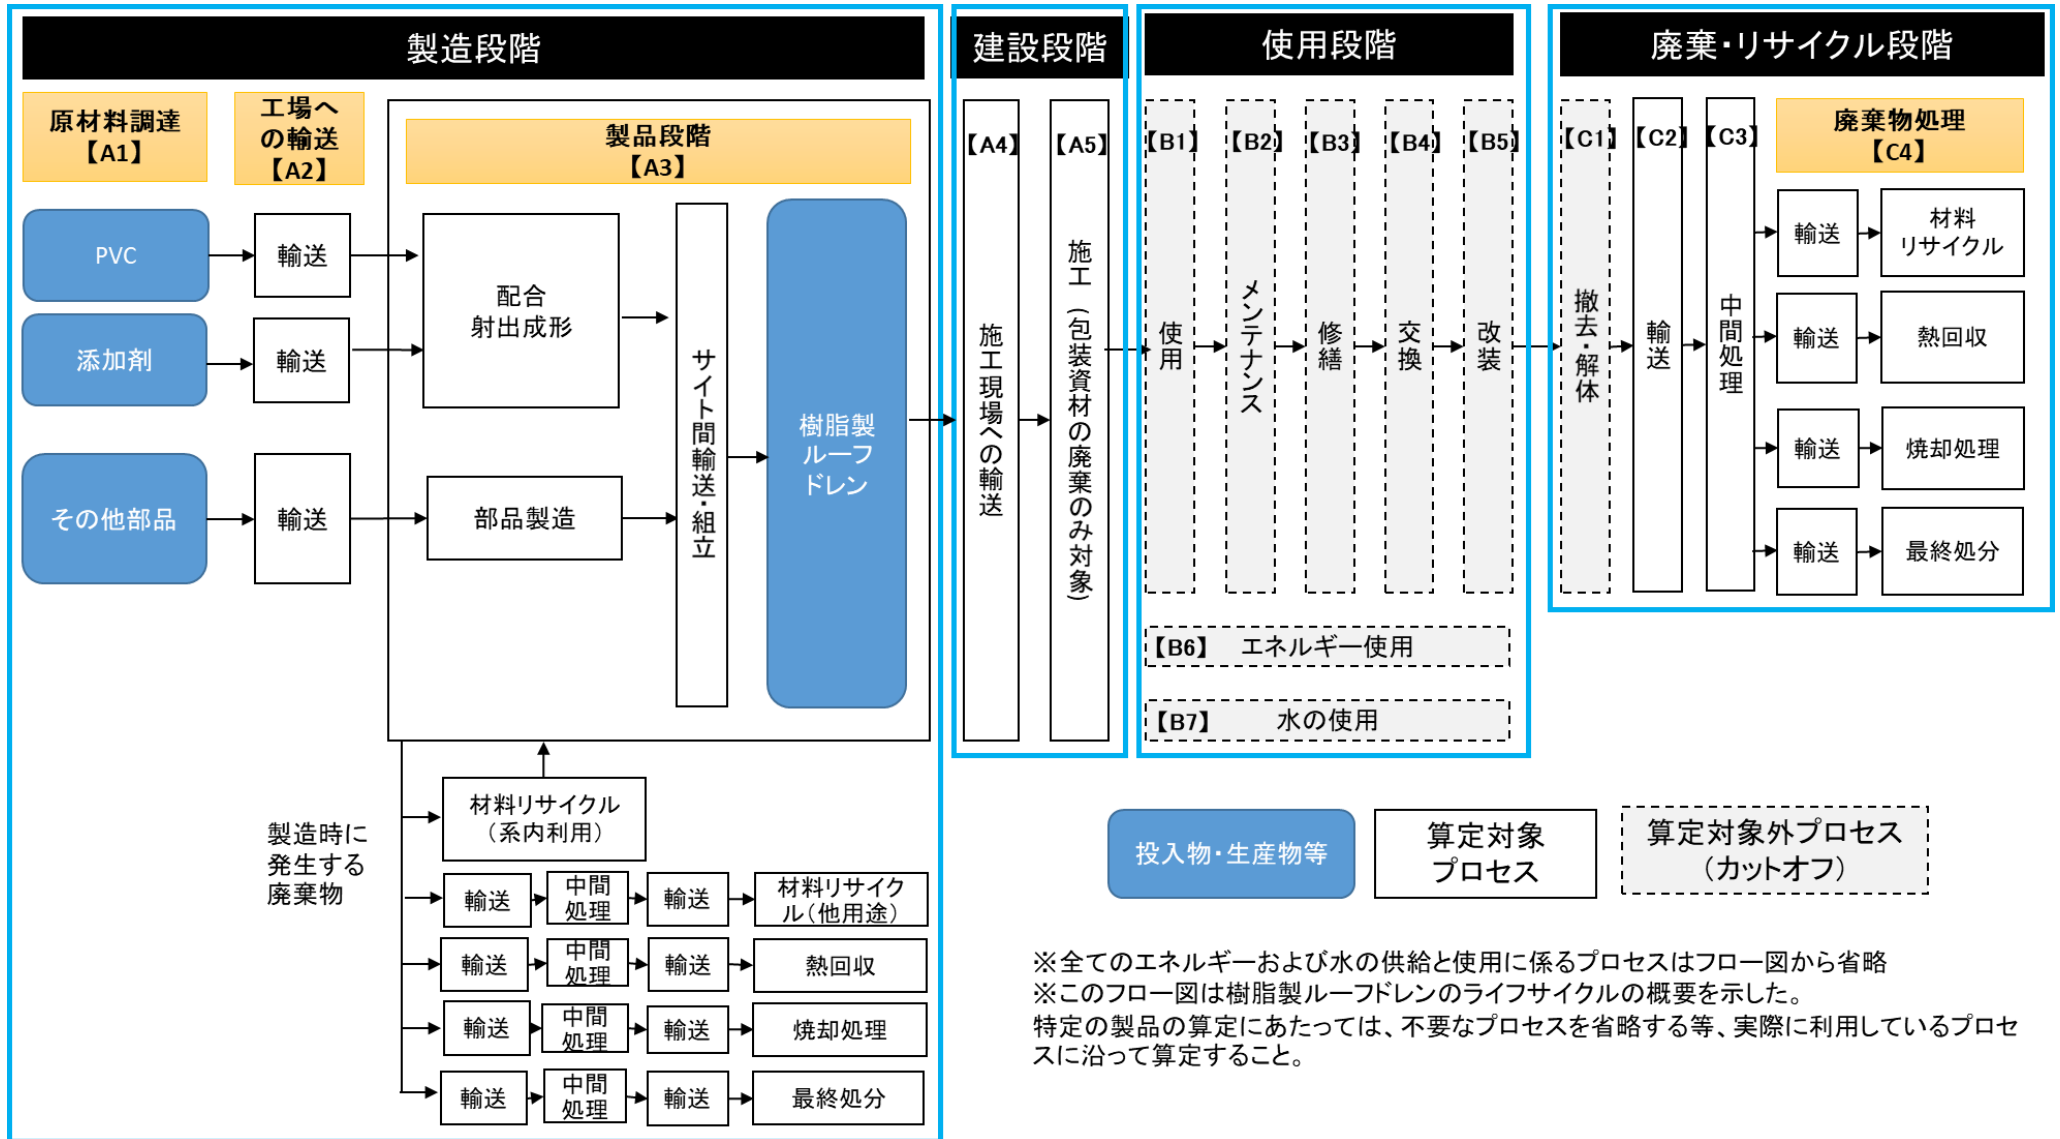 製造段階
原材料調達
【A1】
工場へ
の輸送
【A2】
製品段階
【A3】
PVC
輸送
添加剤
輸送
その他部品
輸送
配合
射出成形
部品製造
サイト間輸送・組立
樹脂製
ルーフ
ドレン
製造時に
発生する
廃棄物
材料リサイクル
（系内利用）
輸送
中間
処理
輸送
材料リサイク
ル（他用途）
輸送
中間
処理
輸送
熱回収
輸送
中間
処理
輸送
焼却処理
輸送
中間
処理
輸送
最終処分
建設段階
【A4】
施工現場への輸送
【A5】
施工（包装資材の廃棄のみ対象）
使用段階
【B1】
使用
【B2】
メンテナンス
【B3】
修繕
【B4】
交換
【B5】
改装
【B6】 エネルギー使用
【B7】 水の使用
廃棄・リサイクル段階
【C1】
撤去・解体
【C2】
輸送
【C3】
中間処理
廃棄物処理
【C4】
輸送
材料
リサイクル
輸送
熱回収
輸送
焼却処理
輸送
最終処分
投入物・生産物等
算定対象
プロセス
算定対象外プロセス
（カットオフ）
※全てのエネルギーおよび水の供給と使用に係るプロセスはフロー図から省略
※このフロー図は樹脂製ルーフドレンのライフサイクルの概要を示した。
特定の製品の算定にあたっては、不要なプロセスを省略する等、実際に利用しているプロセ
スに沿って算定すること。